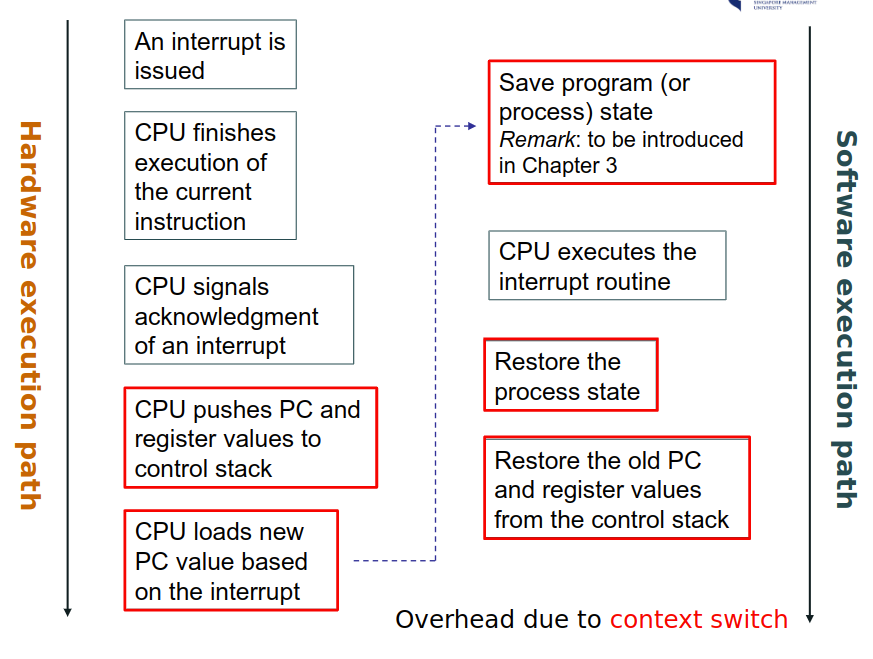 SINGAPORE MANAGEMENT
UNIVERSITY
Hardware execution path
An interrupt is
issued
CPU finishes
execution of
the current
instruction
CPU signals
acknowledgment
of an interrupt
CPU pushes PC and
register values to
control stack
CPU loads new
PC value based
on the interrupt
Save program (or
process) state
Remark: to be introduced
in Chapter 3
CPU executes the
interrupt routine
Restore the
process state
Restore the old PC
and register values
from the control stack
Software execution path
Overhead due to context switch